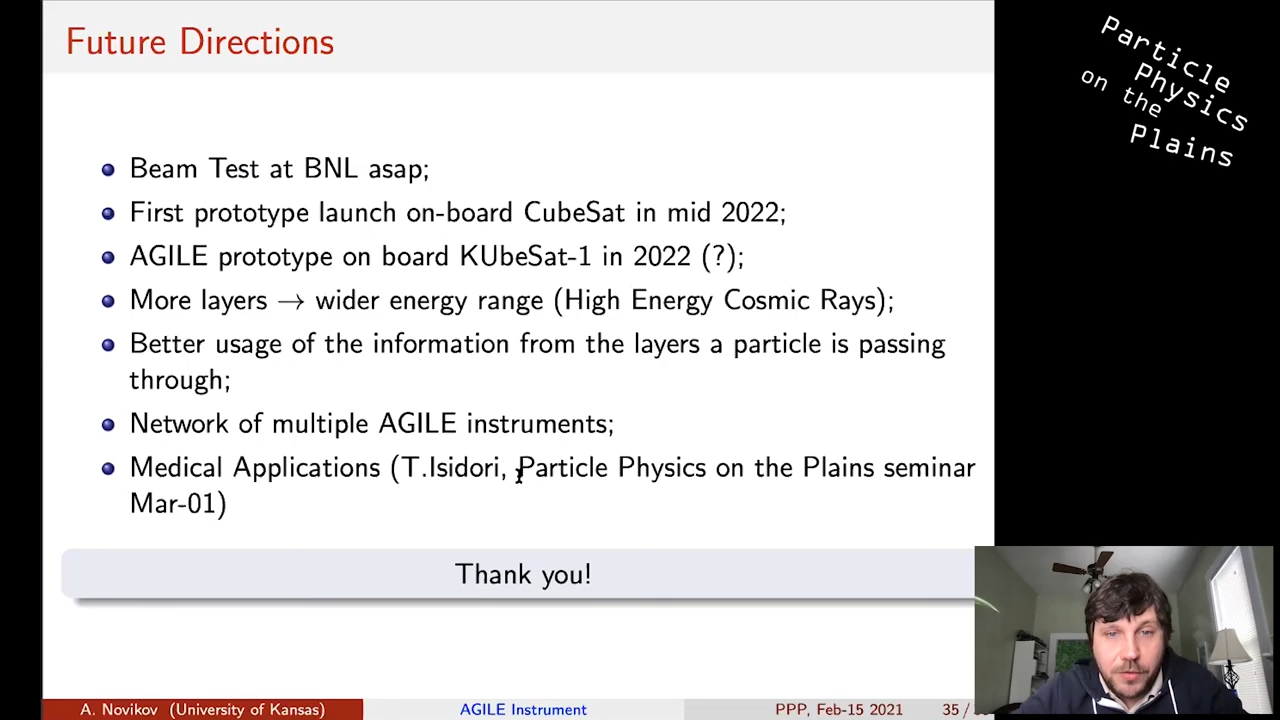 Future Directions
Particle
Physics
on the
Plains
Beam Test at BNL asap;
First prototype launch on-board CubeSat in mid 2022;
AGILE prototype on board KUbeSat-1 in 2022 (?);
More layers → wider energy range (High Energy Cosmic Rays);
Better usage of the information from the layers a particle is passing
through;
Network of multiple AGILE instruments;
Medical Applications (T.Isidori, Particle Physics on the Plains seminar
Mar-01)
Thank you!
A. Novikov (University of Kansas) AGILE Instrument PPP, Feb-15 2021 35 /